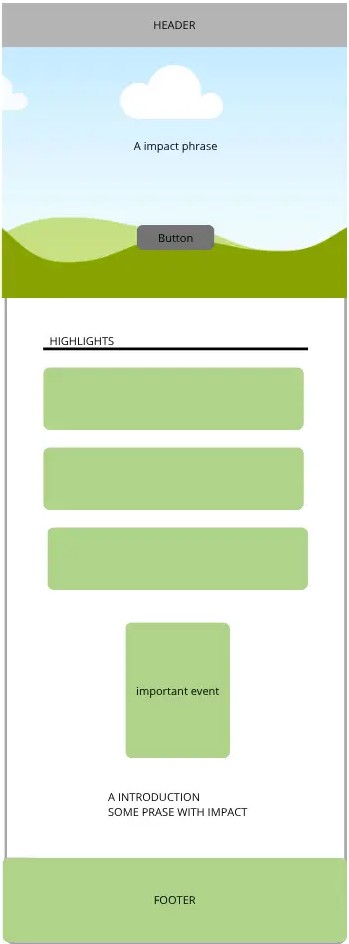 HEADER
A impact phrase
Button
HIGHLIGHTS
important event
A INTRODUCTION
SOME PRASE WITH IMPACT
FOOTER